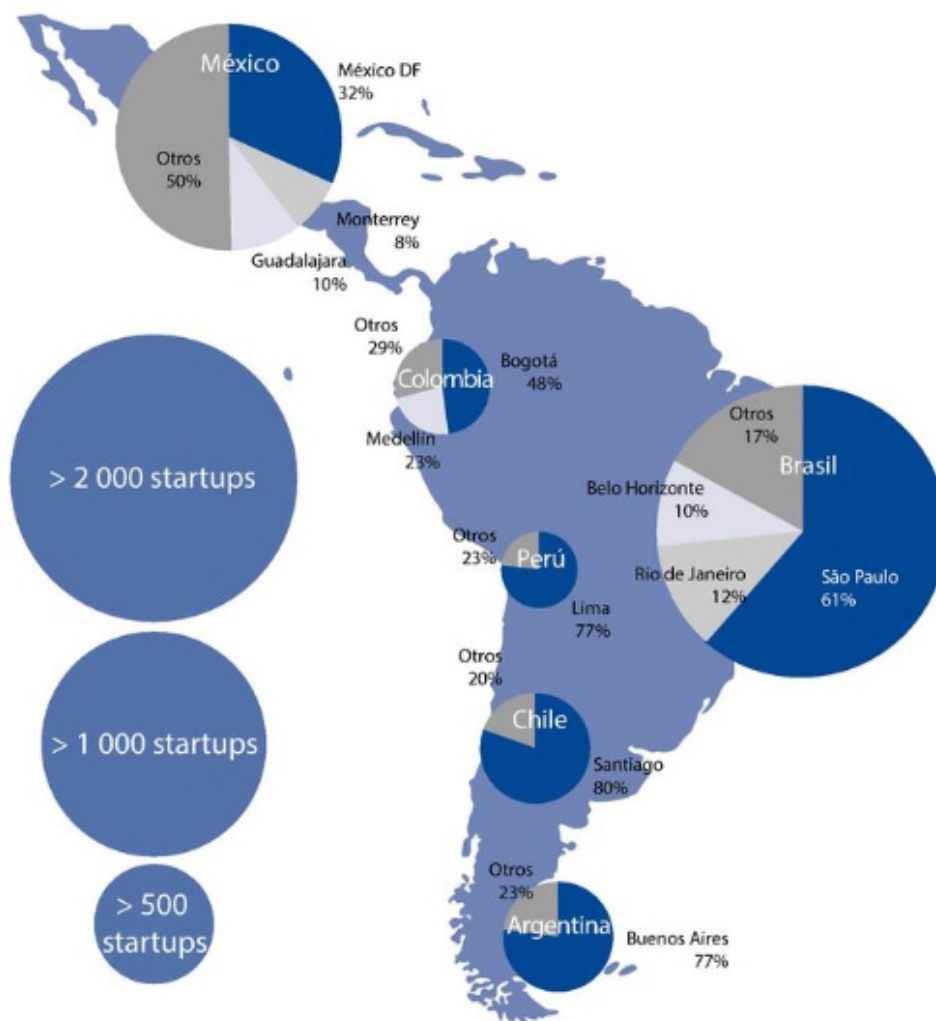 México
México DF
32%
Otros
50%
Monterrey
8%
Guadalajara
10%
Otros
29%
Bogotá
48%
Colombia
Medellín
23%
> 2 000 startups
Otros
17%
Brasil
Belo Horizonte
10%
Rio de Janeiro
12%
São Paulo
61%
Otros
23%
Perú
Lima
77%
Otros
20%
Chile
Santiago
80%
> 1 000 startups
Otros
23%
Argentina
Buenos Aires
77%
> 500
startups